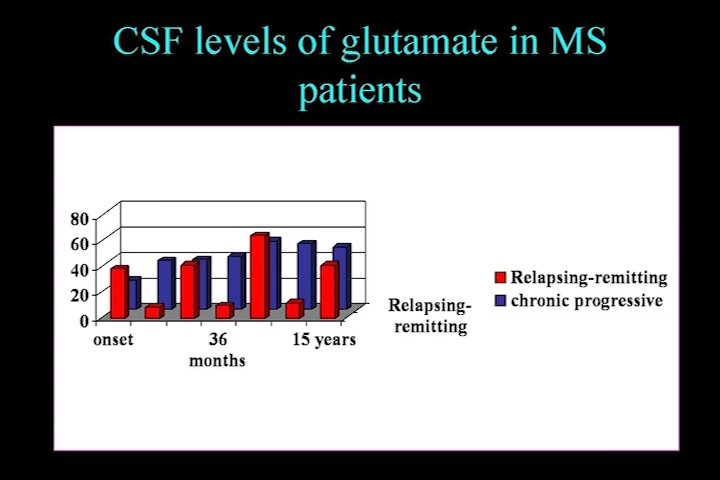 CSF levels of glutamate in MS
patients
80
60
40
20
0
onset
36
months
15 years
Relapsing-
remitting
Relapsing-remitting
chronic progressive